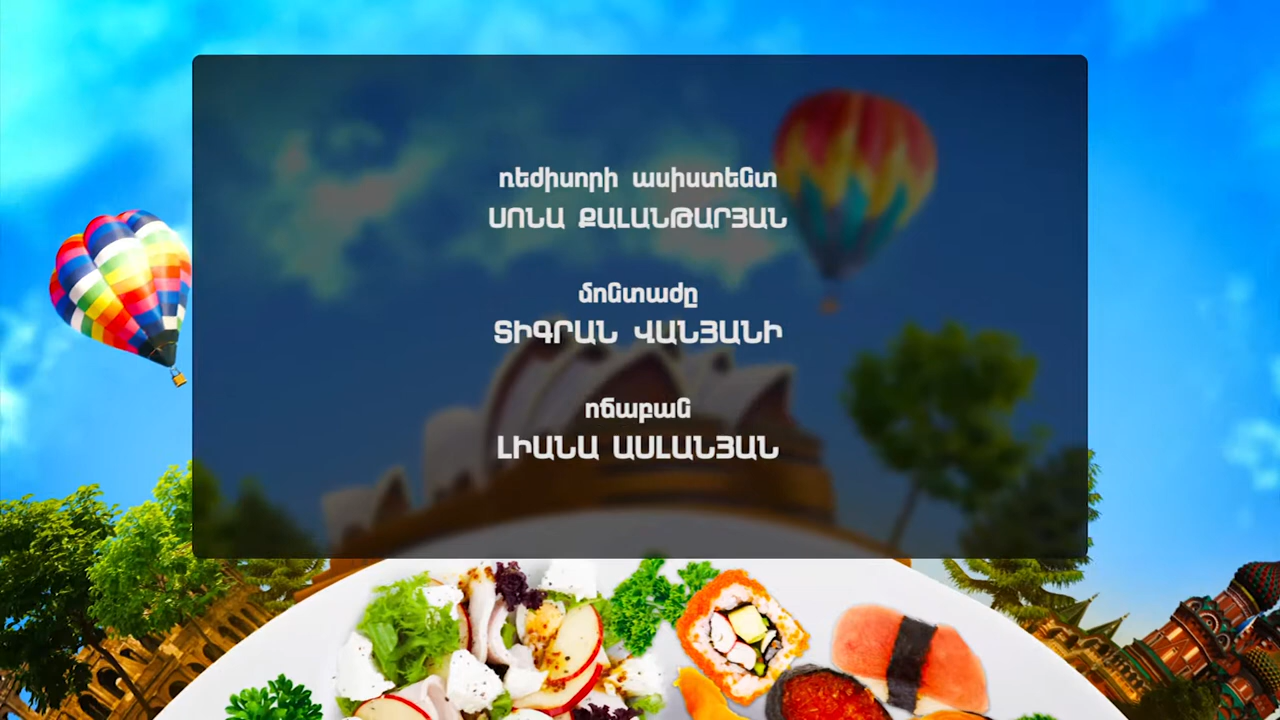 ռեժիսորի ասիստենտ
ՍՈՆԱ ՔԱԼԱՆԹԱՐՅԱՆ
մոնտաժը
ՏԻԳՐԱՆ ՎԱՆՅԱՆԻ
ոճաբան
ԼԻԱՆԱ ԱՍԼԱՆՅԱՆ